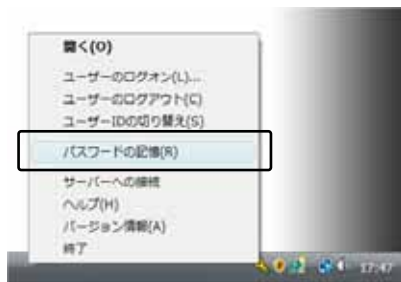 開く(O)
ユーザーのログオン(L)...
ユーザーのログアウト(C)
ユーザーIDの切り替え(S)
パスワードの記憶(R)
サーバーへの接続
ヘルプ(H)
バージョン情報(A)
終了
17:47